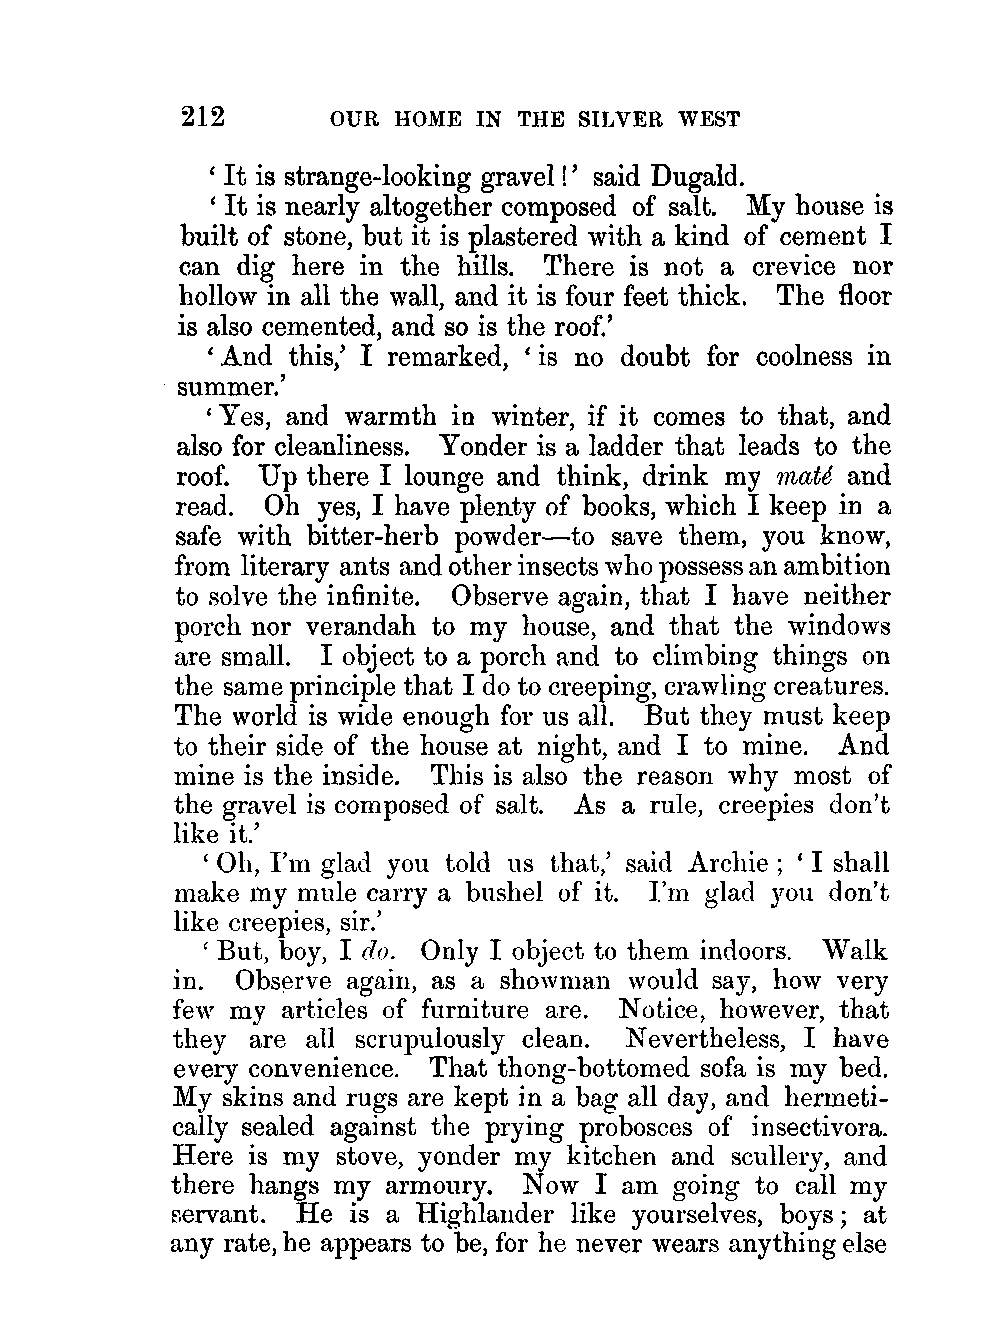 212 OUR HOME IN THE SILVER WEST
‘It is strange-looking gravel!’ said Dugald.
‘It is nearly altogether composed of salt. My house is
built of stone, but it is plastered with a kind of cement I
can dig here in the hills. There is not a crevice nor
hollow in all the wall, and it is four feet thick. The floor
is also cemented, and so is the roof.’
‘And this,’ I remarked, ‘is no doubt for coolness in
summer.’
‘Yes, and warmth in winter, if it comes to that, and
also for cleanliness. Yonder is a ladder that leads to the
roof. Up there I lounge and think, drink my maté and
read. Oh yes, I have plenty of books, which I keep in a
safe with bitter-herb powder—to save them, you know,
from literary ants and other insects who possess an ambition
to solve the infinite. Observe again, that I have neither
porch nor verandah to my house, and that the windows
are small. I object to a porch and to climbing things on
the same principle that I do to creeping, crawling creatures.
The world is wide enough for us all. But they must keep
to their side of the house at night, and I to mine. And
mine is the inside. This is also the reason why most of
the gravel is composed of salt. As a rule, creepies don’t
like it.’
‘Oh, I’m glad you told us that,’ said Archie; ‘I shall
make my mule carry a bushel of it. I’m glad you don’t
like creepies, sir.’
‘But, boy, I do. Only I object to them indoors. Walk
in. Observe again, as a showman would say, how very
few my articles of furniture are. Notice, however, that
they are all scrupulously clean. Nevertheless, I have
every convenience. That thong-bottomed sofa is my bed.
My skins and rugs are kept in a bag all day, and hermeti-
cally sealed against the prying probosces of insectivora.
Here is my stove, yonder my kitchen and scullery, and
there hangs my armoury. Now I am going to call my
servant. He is a Highlander like yourselves, boys; at
any rate, he appears to be, for he never wears anything else